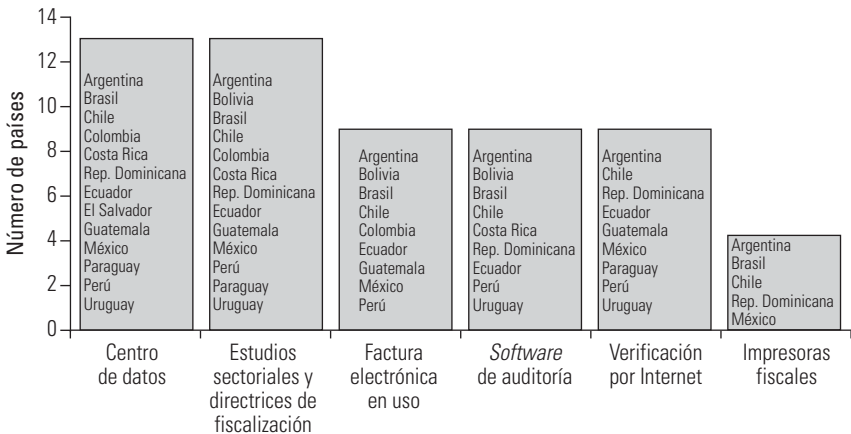 Número de países
14
12
10
8
6
4
2
0
Argentina
Brasil
Chile
Colombia
Costa Rica
Rep. Dominicana
Ecuador
El Salvador
Guatemala
México
Paraguay
Perú
Uruguay
Argentina
Bolivia
Brasil
Chile
Colombia
Costa Rica
Rep. Dominicana
Ecuador
Guatemala
México
Perú
Paraguay
Uruguay
Argentina
Bolivia
Brasil
Chile
Colombia
Ecuador
Guatemala
México
Perú
Argentina
Bolivia
Brasil
Chile
Costa Rica
Rep. Dominicana
Ecuador
Perú
Uruguay
Argentina
Chile
Rep. Dominicana
Ecuador
Guatemala
México
Paraguay
Perú
Uruguay
Argentina
Brasil
Chile
Rep. Dominicana
México
Centro
de datos
Estudios
sectoriales y
directrices de
fiscalización
Factura
electrónica
en uso
Software
de auditoría
Verificación
por Internet
Impresoras
fiscales